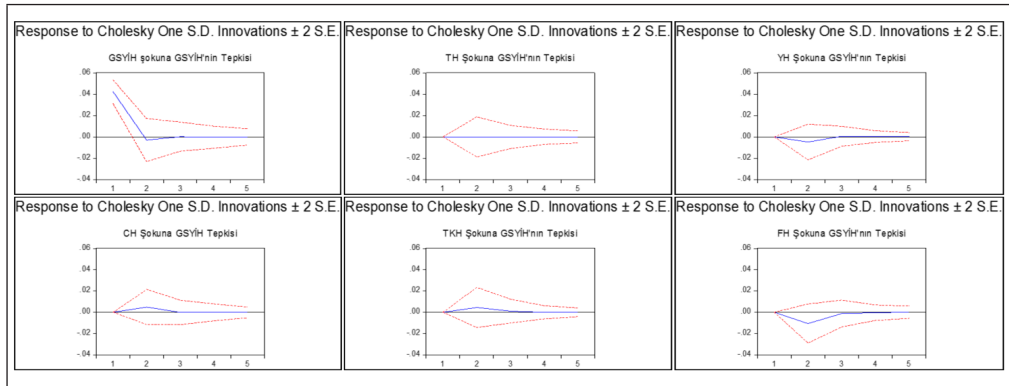 Response to Cholesky One S.D. Innovations ± 2 S.E.
GSYİH şokuna GSYİH'nin Tepkisi
.06
.04
.02
.00
-.02
-.04
1 2 3 4 5
Response to Cholesky One S.D. Innovations ± 2 S.E.
TH Şokuna GSYİH'nın Tepkisi
.06
.04
.02
.00
-.02
-.04
1 2 3 4 5
Response to Cholesky One S.D. Innovations ± 2 S.E.
YH Şokuna GSYİH'nın Tepkisi
.06
.04
.02
.00
-.02
-.04
1 2 3 4 5
Response to Cholesky One S.D. Innovations ± 2 S.E.
CH Şokuna GSYİH Tepkisi
.06
.04
.02
.00
-.02
-.04
1 2 3 4 5
Response to Cholesky One S.D. Innovations ± 2 S.E.
TKH Şokuna GSYİH'nın Tepkisi
.06
.04
.02
.00
-.02
-.04
1 2 3 4 5
Response to Cholesky One S.D. Innovations ± 2 S.E.
FH Şokuna GSYİH'nın Tepkisi
.06
.04
.02
.00
-.02
-.04
1 2 3 4 5